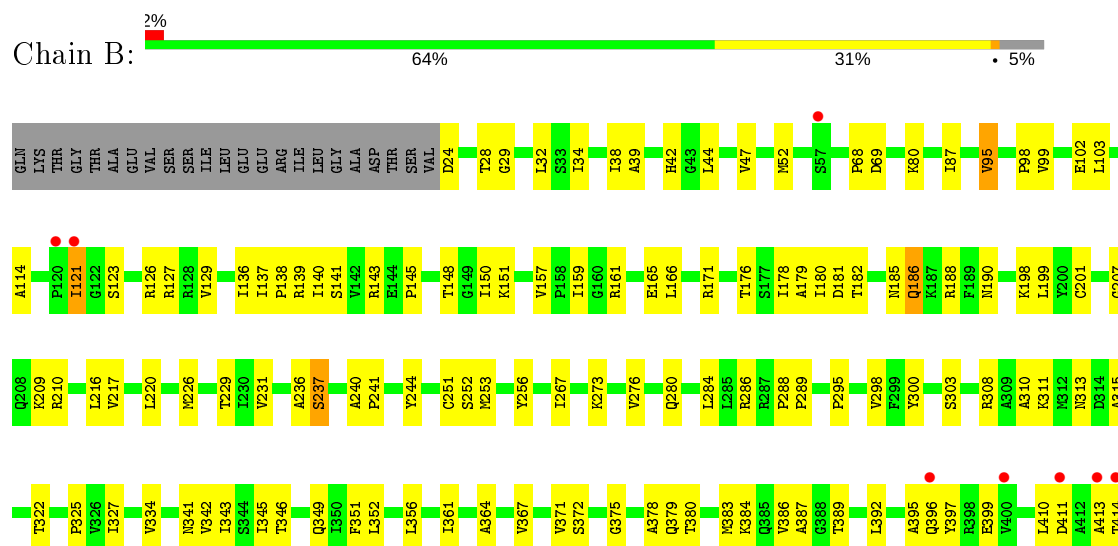 2%
Chain B:
64% 31% • 5%
GLN LYS THR GLY THR ALA GLU VAL SER SER ILE LEU GLU GLU ARG ILE LEU GLY ALA ASP THR SER VAL D24 T28 G29 L32 S33 I34 I38 A39 H42 G43 L44 V47 M52 S57 P68 D69 K80 I87 V95 P98 V99 E102 L103
A114 P120 I121 G122 S123 R126 R127 R128 V129 I136 I137 P138 R139 I140 S141 V142 R143 E144 P145 T148 G149 I150 K151 V157 P158 I159 G160 R161 E165 L166 R171 T176 S177 I178 A179 I180 D181 T182 N185 Q186 K187 R188 F189 N190 K198 L199 Y200 C201
Q208 K209 R210 L216 V217 L220 M226 T229 I230 V231 A236 S237 A240 P241 Y244 C251 S252 M253 Y256 I267 K273 V276 Q280 L284 L285 R286 R287 P288 P289 P295 V298 F299 Y300 S303 R308 A309 A310 K311 M312 N313 D314 A315
T322 P325 V326 I327 V334 N341 V342 I343 S344 I345 T346 Q349 I350 F351 L352 L356 I361 A364 V367 V371 S372 G375 A378 Q379 T380 M383 K384 Q385 V386 A387 G388 T389 L392 A395 Q396 Y397 R398 E399 V400 L410 D411 A412 A413